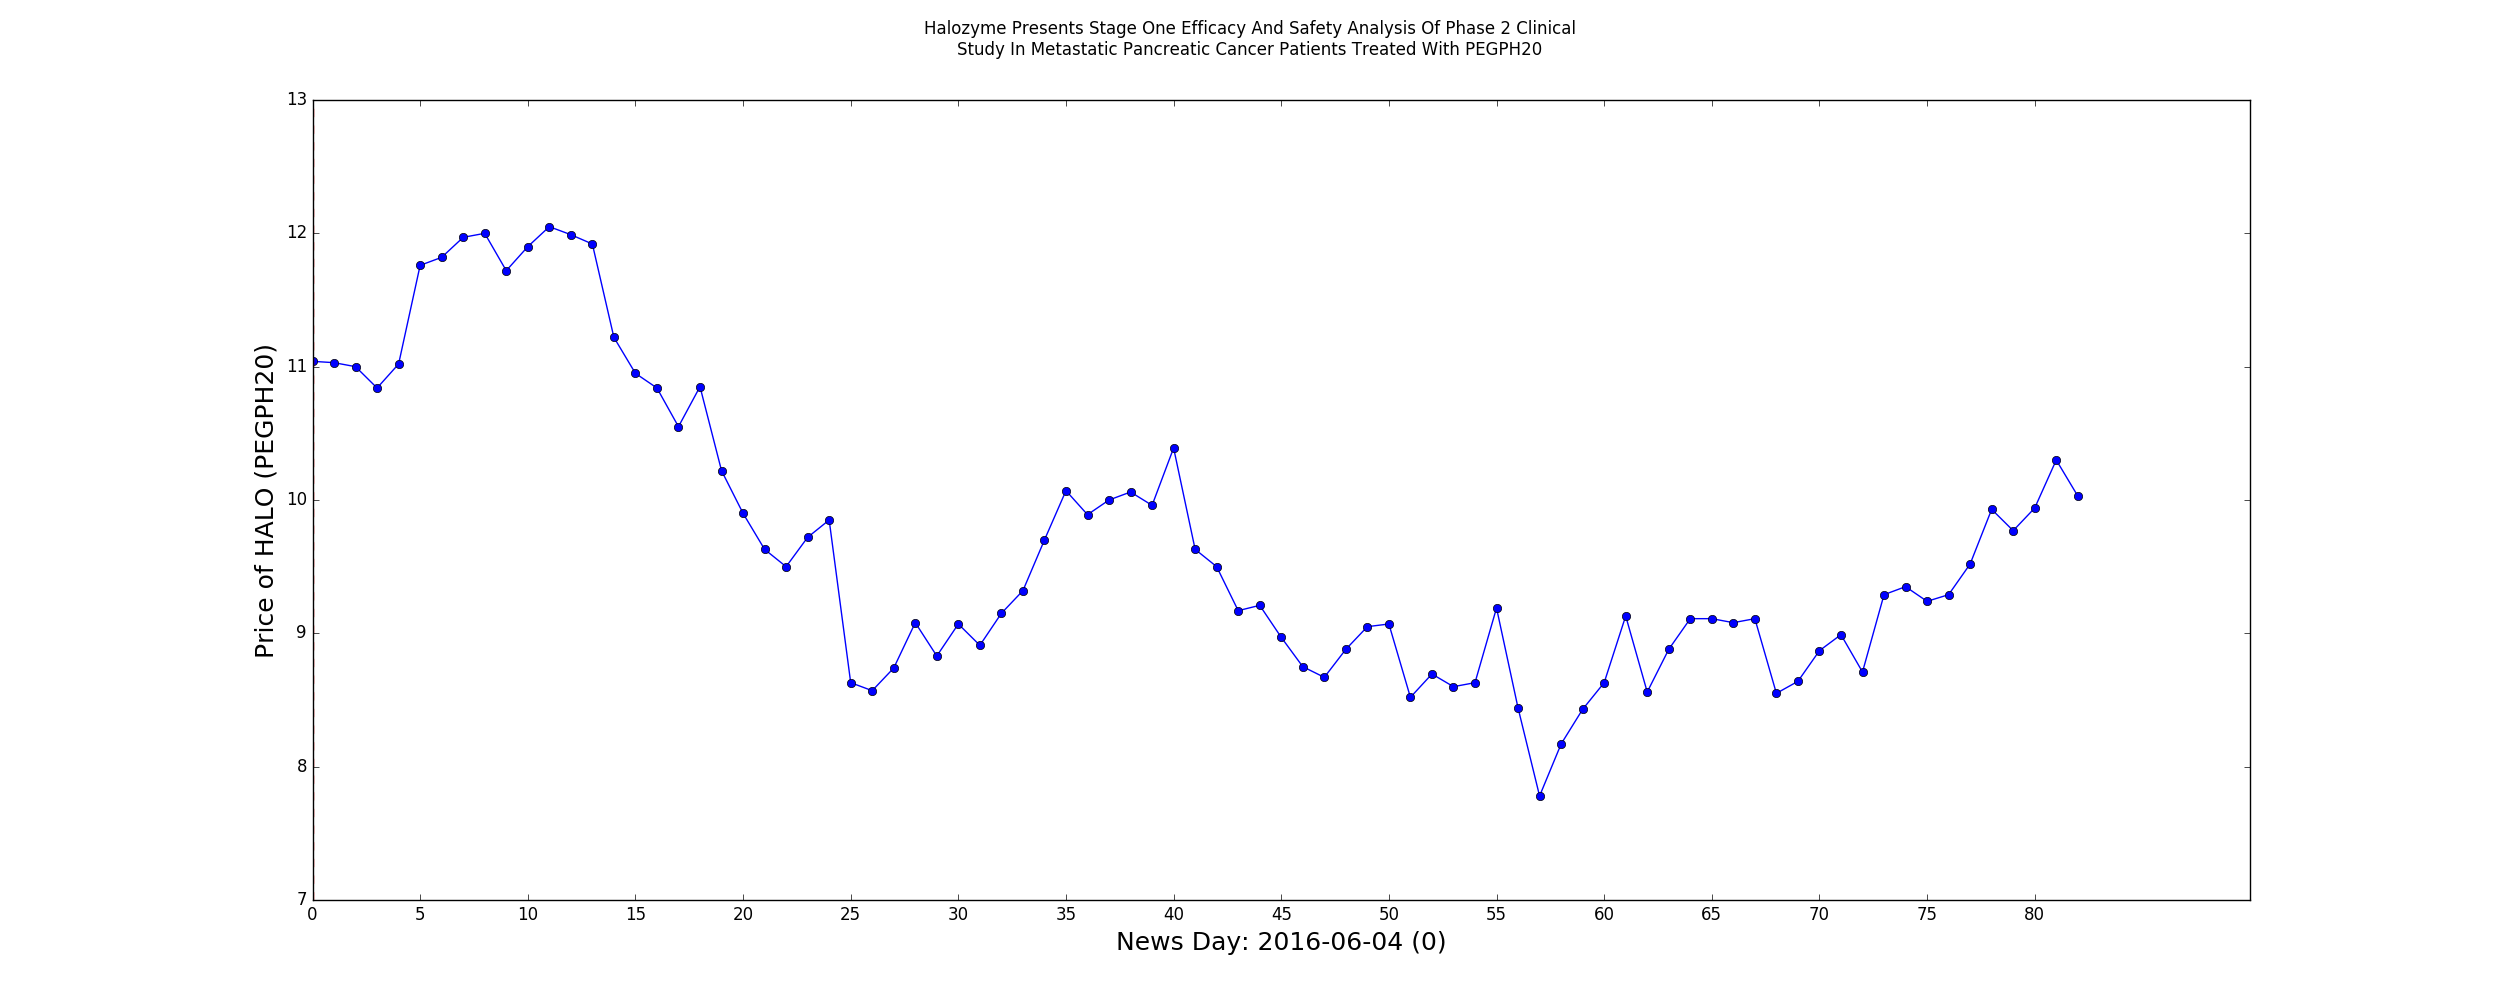 Halozyme Presents Stage One Efficacy And Safety Analysis Of Phase 2 Clinical
Study In Metastatic Pancreatic Cancer Patients Treated With PEGPH20
Price of HALO (PEGPH20)
13
12
11
10
9
8
7
0 5 10 15 20 25 30 35 40 45 50 55 60 65 70 75 80
News Day: 2016-06-04 (0)